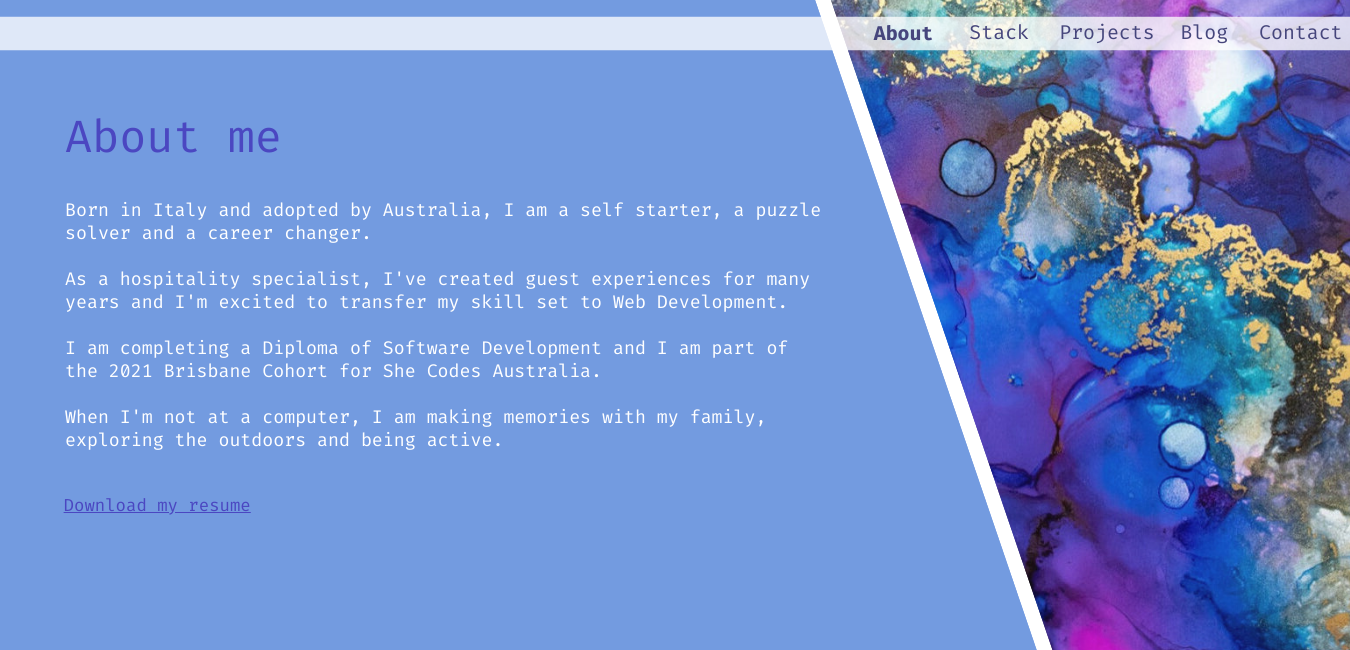 About Stack Projects Blog Contact
About me
Born in Italy and adopted by Australia, I am a self starter, a puzzle
solver and a career changer.
As a hospitality specialist, I've created guest experiences for many
years and I'm excited to transfer my skill set to Web Development.
I am completing a Diploma of Software Development and I am part of
the 2021 Brisbane Cohort for She Codes Australia.
When I'm not at a computer, I am making memories with my family,
exploring the outdoors and being active.
Download my resume